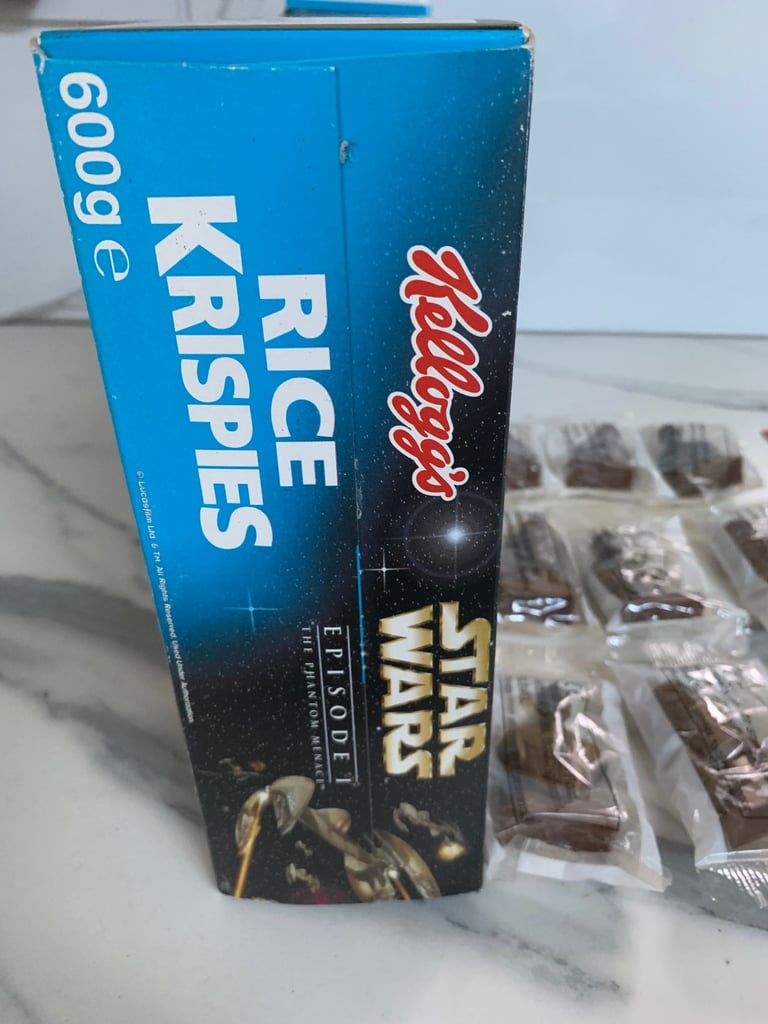 600g e
RICE
KRISPIES
Kellogg's
STAR
WARS
EPISODE I
THE PHANTOM MENACE
© Lucasfilm Ltd. & TM. All Rights Reserved. Used Under Authorization.